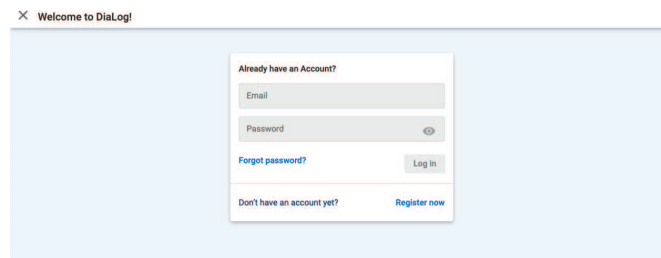 Welcome to DiaLog!
Already have an Account?
Email
Password
Forgot password?
Log in
Don't have an account yet?
Register now